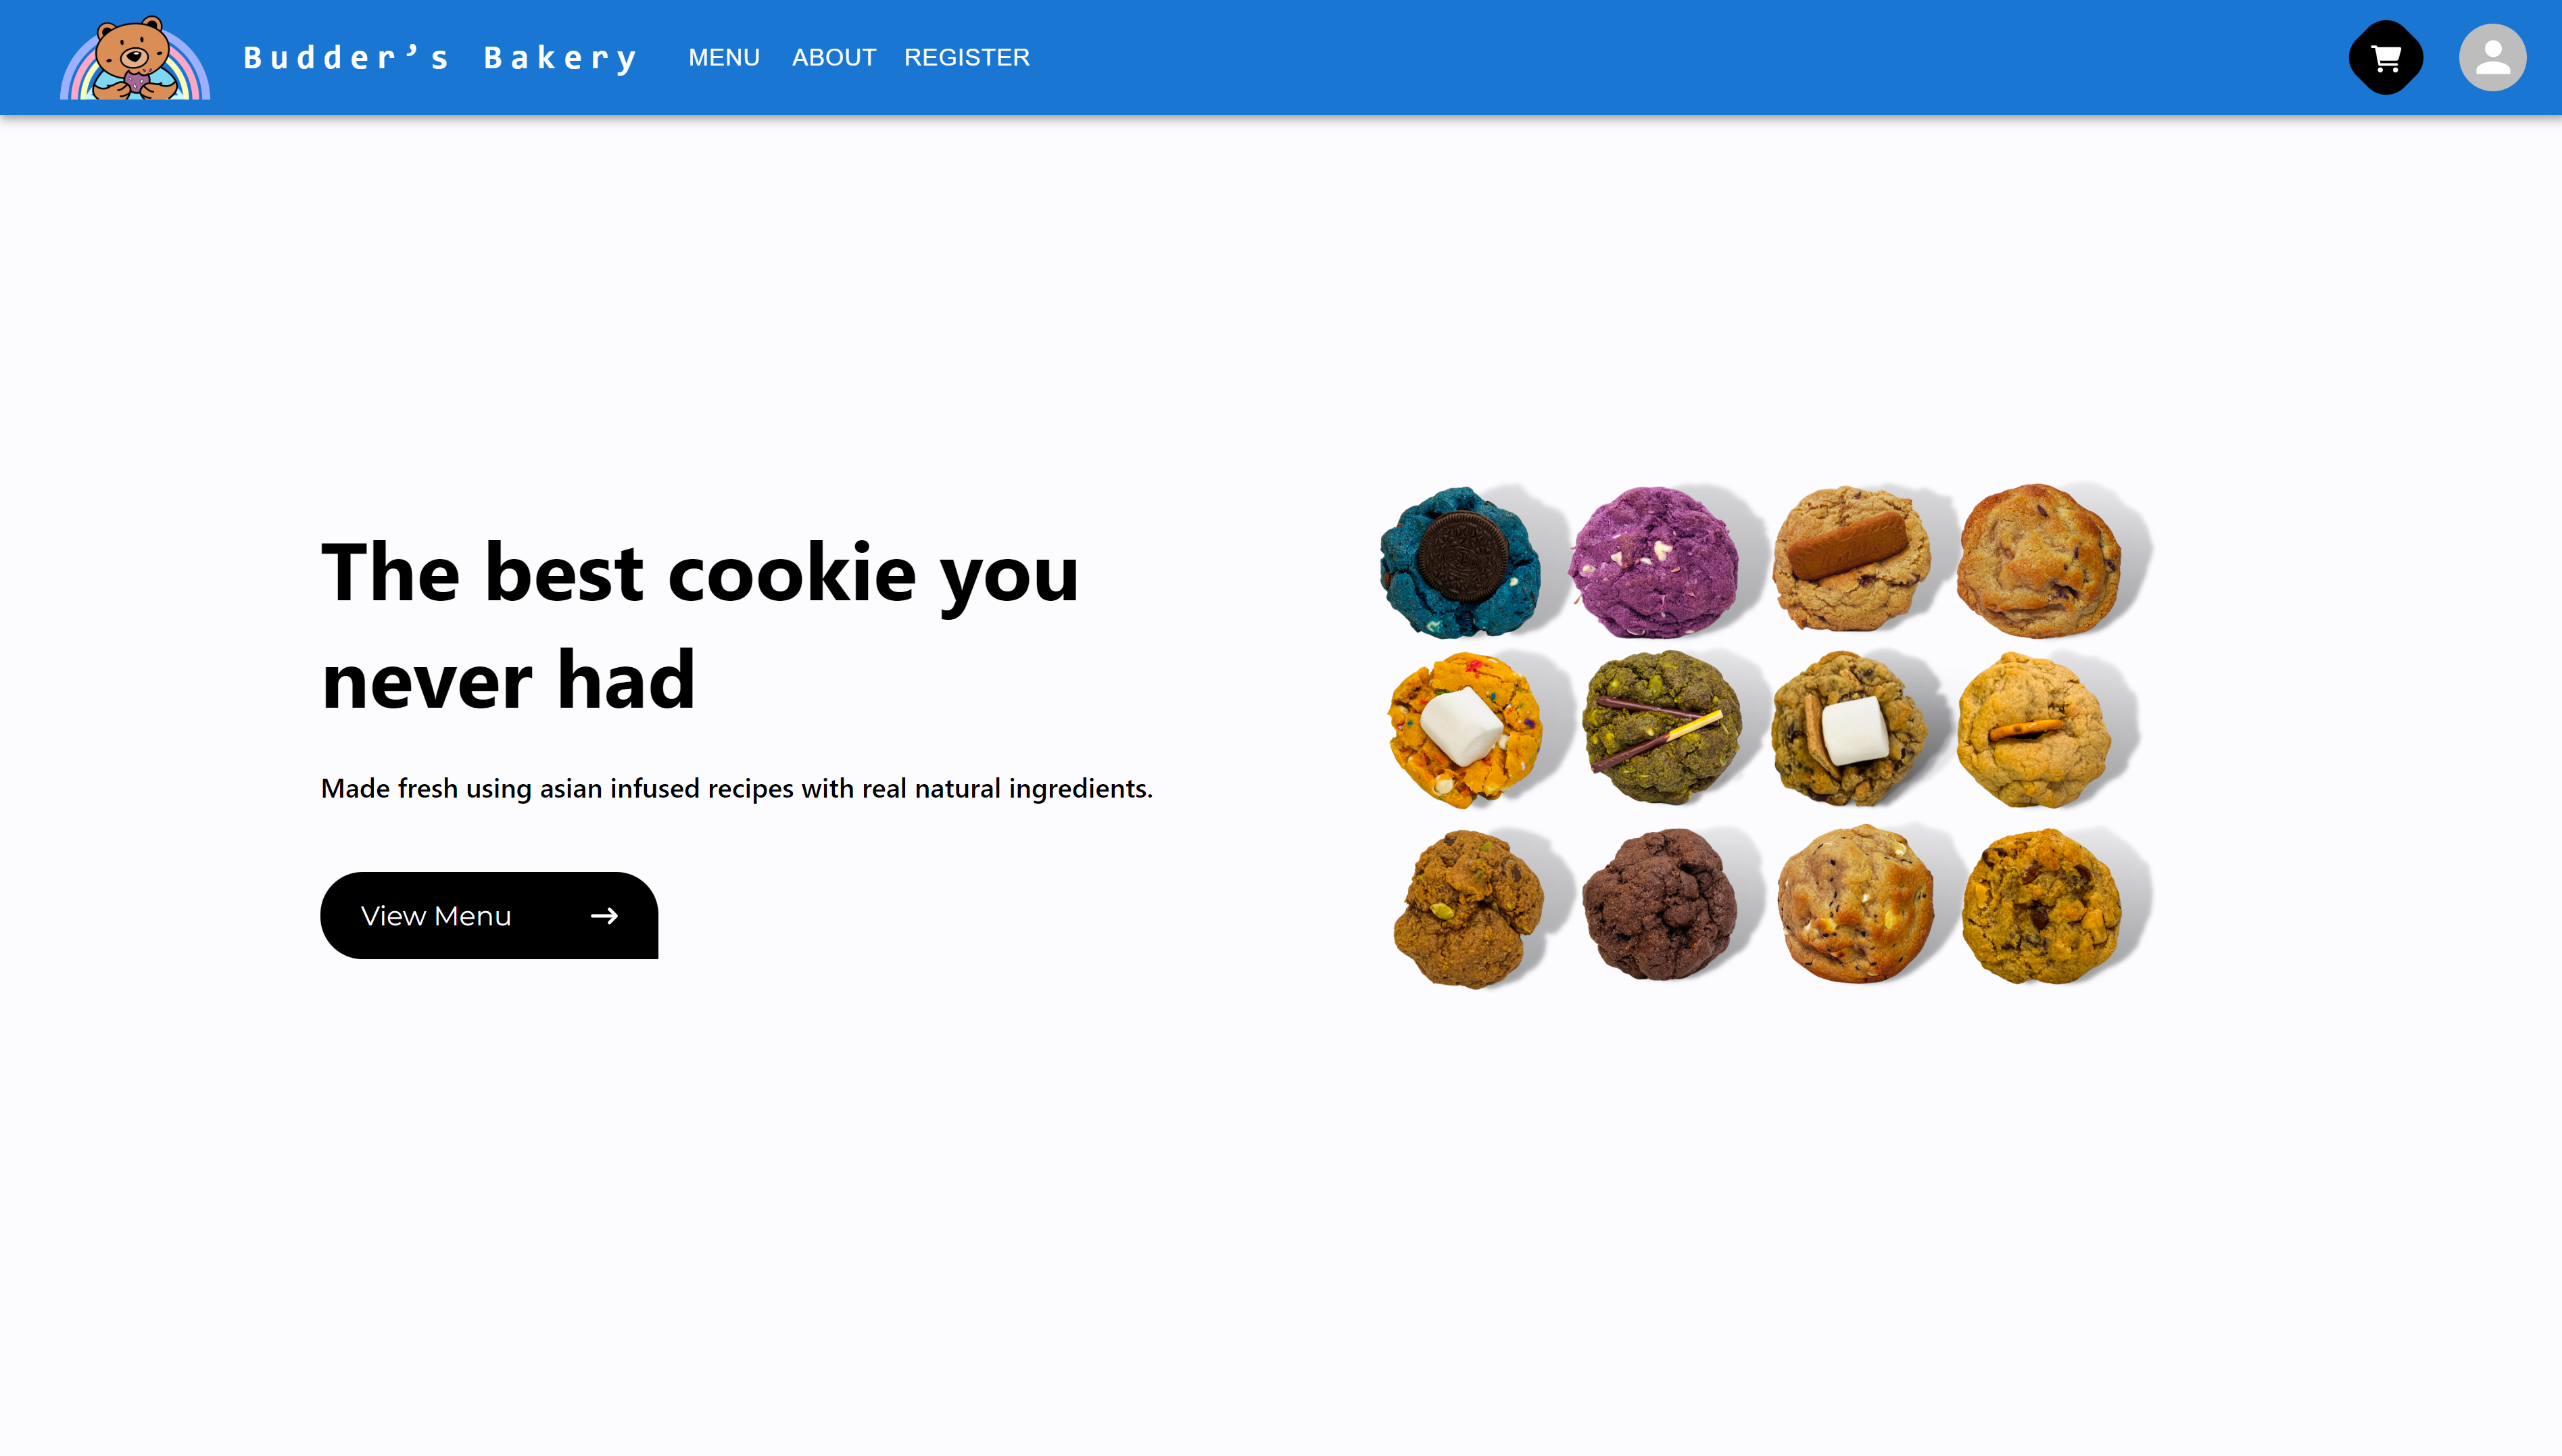 Budder’s Bakery
MENU
ABOUT
REGISTER
The best cookie you
never had
Made fresh using asian infused recipes with real natural ingredients.
View Menu